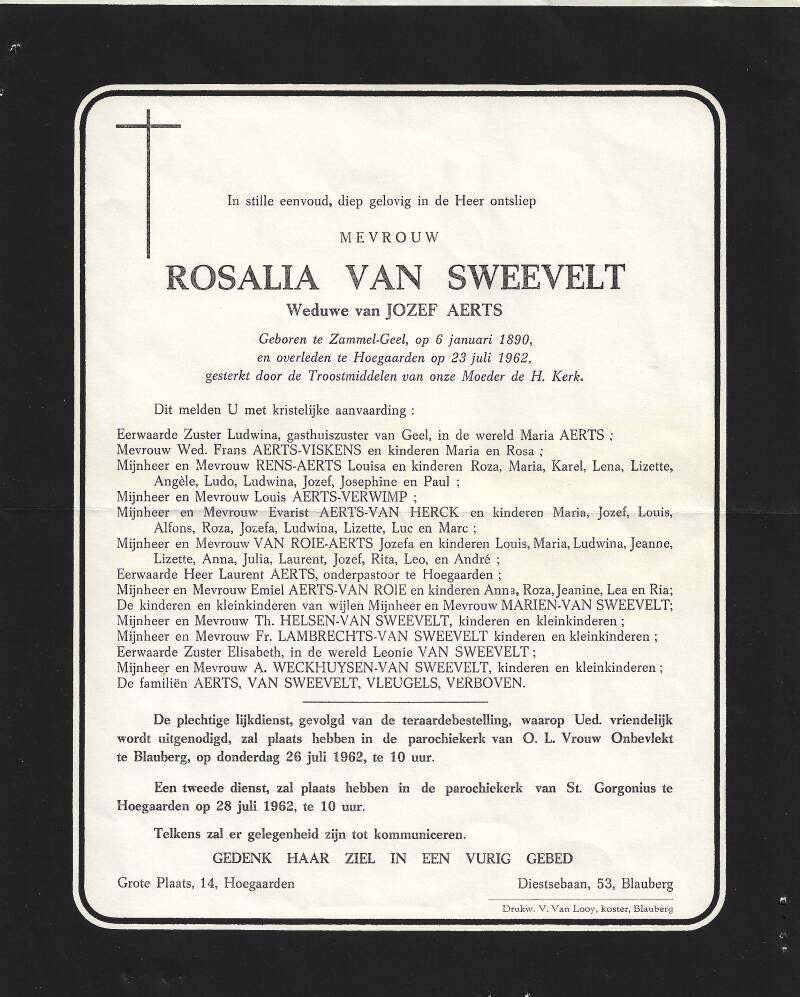 In stille eenvoud, diep gelovig in de Heer ontsliep
MEVROUW
ROSALIA VAN SWEEVELT
Weduwe van JOZEF AERTS
Geboren te Zammel-Geel, op 6 januari 1890,
en overleden te Hoegaarden op 23 juli 1962,
gesterkt door de Troostmiddelen van onze Moeder de H. Kerk.
Dit melden U met kristelijke aanvaarding :
Eerwaarde Zuster Ludwina, gasthuiszuster van Geel, in de wereld Maria AERTS ;
Mevrouw Wed. Frans AERTS-VISKENS en kinderen Maria en Rosa ;
Mijnheer en Mevrouw RENS-AERTS Louisa en kinderen Roza, Maria, Karel, Lena, Lizette,
Angèle, Ludo, Ludwina, Jozef, Josephine en Paul ;
Mijnheer en Mevrouw Louis AERTS-VERWIMP ;
Mijnheer en Mevrouw Evarist AERTS-VAN HERCK en kinderen Maria, Jozef, Louis,
Alfons, Roza, Jozefa, Ludwina, Lizette, Luc en Marc ;
Mijnheer en Mevrouw VAN ROIE-AERTS Jozefa en kinderen Louis, Maria, Ludwina, Jeanne,
Lizette, Anna, Julia, Laurent, Jozef, Rita, Leo, en André ;
Eerwaarde Heer Laurent AERTS, onderpastoor te Hoegaarden ;
Mijnheer en Mevrouw Emiel AERTS-VAN ROIE en kinderen Anna, Roza, Jeanine, Lea en Ria;
De kinderen en kleinkinderen van wijlen Mijnheer en Mevrouw MARIEN-VAN SWEEVELT;
Mijnheer en Mevrouw Th. HELSEN-VAN SWEEVELT, kinderen en kleinkinderen ;
Mijnheer en Mevrouw Fr. LAMBRECHTS-VAN SWEEVELT kinderen en kleinkinderen ;
Eerwaarde Zuster Elisabeth, in de wereld Leonie VAN SWEEVELT ;
Mijnheer en Mevrouw A. WECKHUYSEN-VAN SWEEVELT, kinderen en kleinkinderen ;
De familiën AERTS, VAN SWEEVELT, VLEUGELS, VERBOVEN.
De plechtige lijkdienst, gevolgd van de teraardebestelling, waarop Ued. vriendelijk
wordt uitgenodigd, zal plaats hebben in de parochiekerk van O. L. Vrouw Onbevlekt
te Blauberg, op donderdag 26 juli 1962, te 10 uur.
Een tweede dienst, zal plaats hebben in de parochiekerk van St. Gorgonius te
Hoegaarden op 28 juli 1962, te 10 uur.
Telkens zal er gelegenheid zijn tot kommuniceren.
GEDENK HAAR ZIEL IN EEN VURIG GEBED
Grote Plaats, 14, Hoegaarden Diestsebaan, 53, Blauberg
Drukw. V. Van Looy, koster, Blauberg